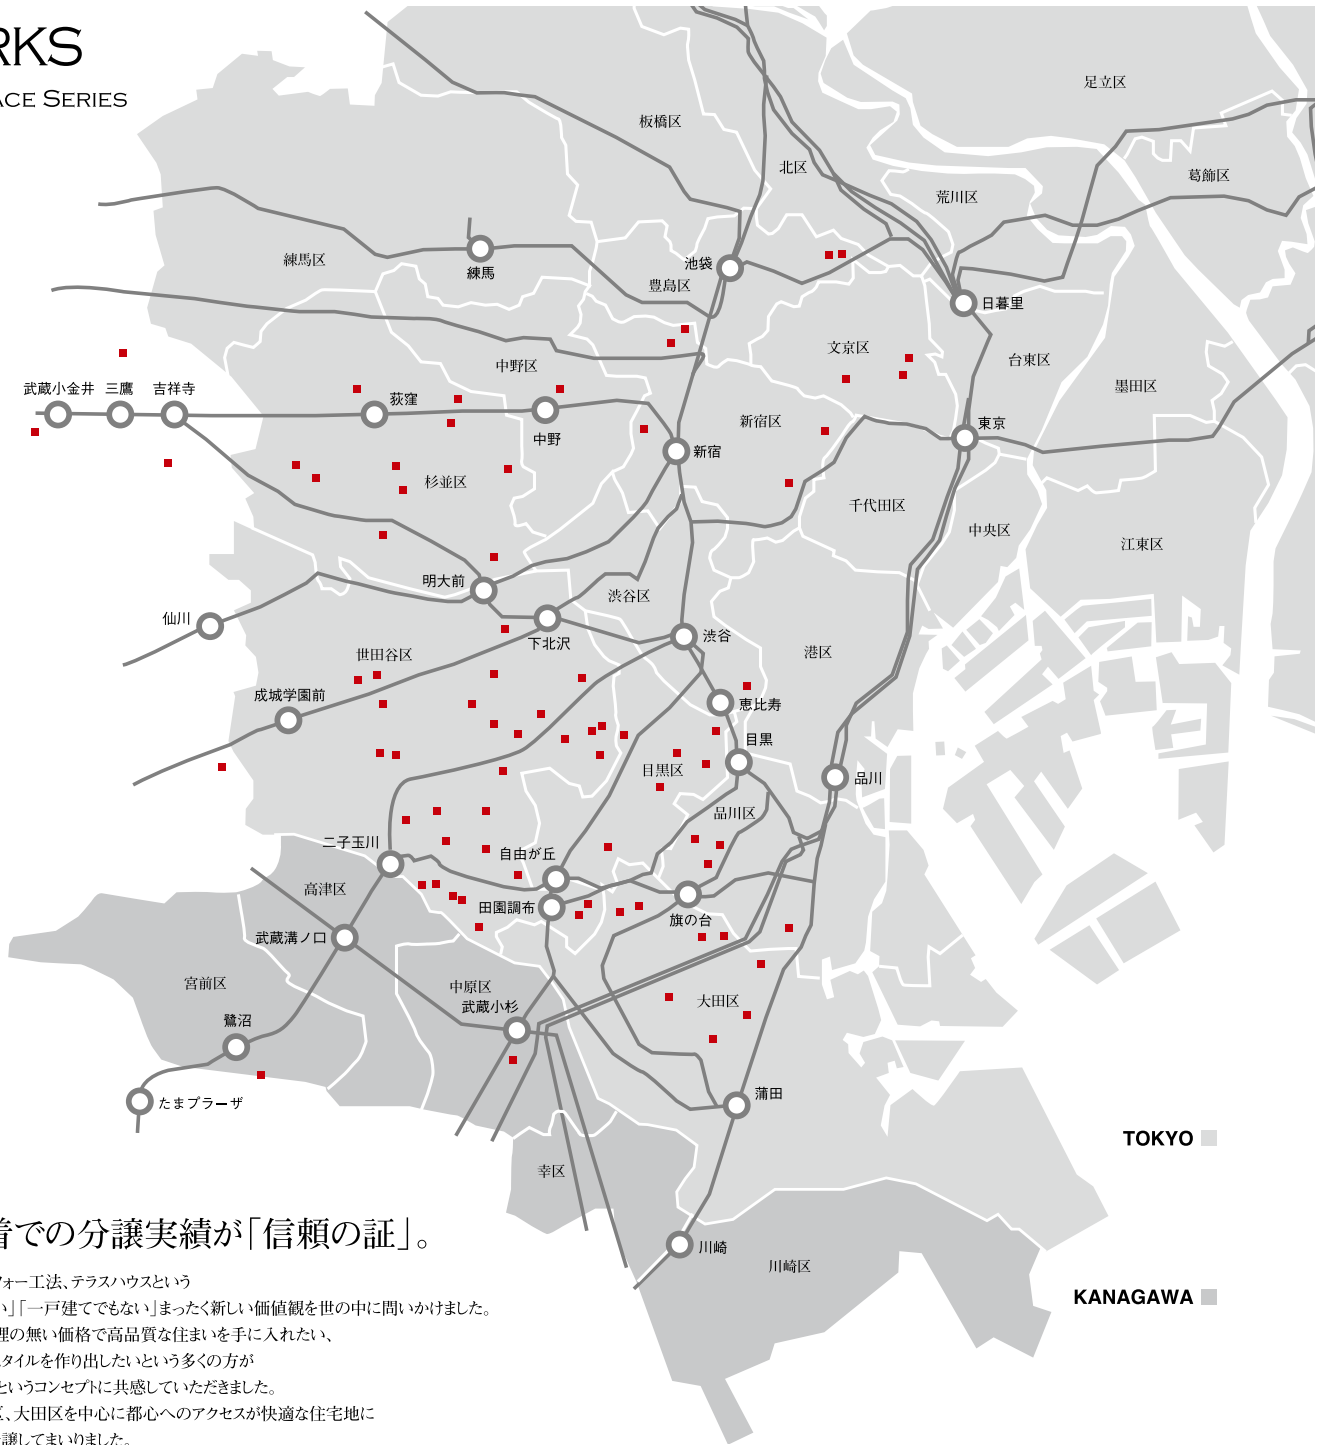 RKS
ACE SERIES
足立区
板橋区
北区
葛飾区
荒川区
練馬区
練馬
池袋
豊島区
日暮里
文京区
台東区
中野区
墨田区
武蔵小金井
三鷹
吉祥寺
荻窪
中野
新宿区
新宿
東京
杉並区
千代田区
中央区
江東区
明大前
渋谷区
仙川
下北沢
渋谷
世田谷区
港区
成城学園前
恵比寿
目黒
目黒区
品川
品川区
二子玉川
自由が丘
高津区
田園調布
旗の台
武蔵溝ノ口
宮前区
中原区
武蔵小杉
大田区
鷺沼
たまプラーザ
蒲田
TOKYO
幸区
川崎
川崎区
KANAGAWA
着での分譲実績が「信頼の証」。
フォー工法、テラスハウスという
い」「一戸建てでもない」まったく新しい価値観を世の中に問いかけました。
理の無い価格で高品質な住まいを手に入れたい、
スタイルを作り出したいという多くの方が
というコンセプトに共感していただきました。
区、大田区を中心に都心へのアクセスが快適な住宅地に
譲してまいりました。